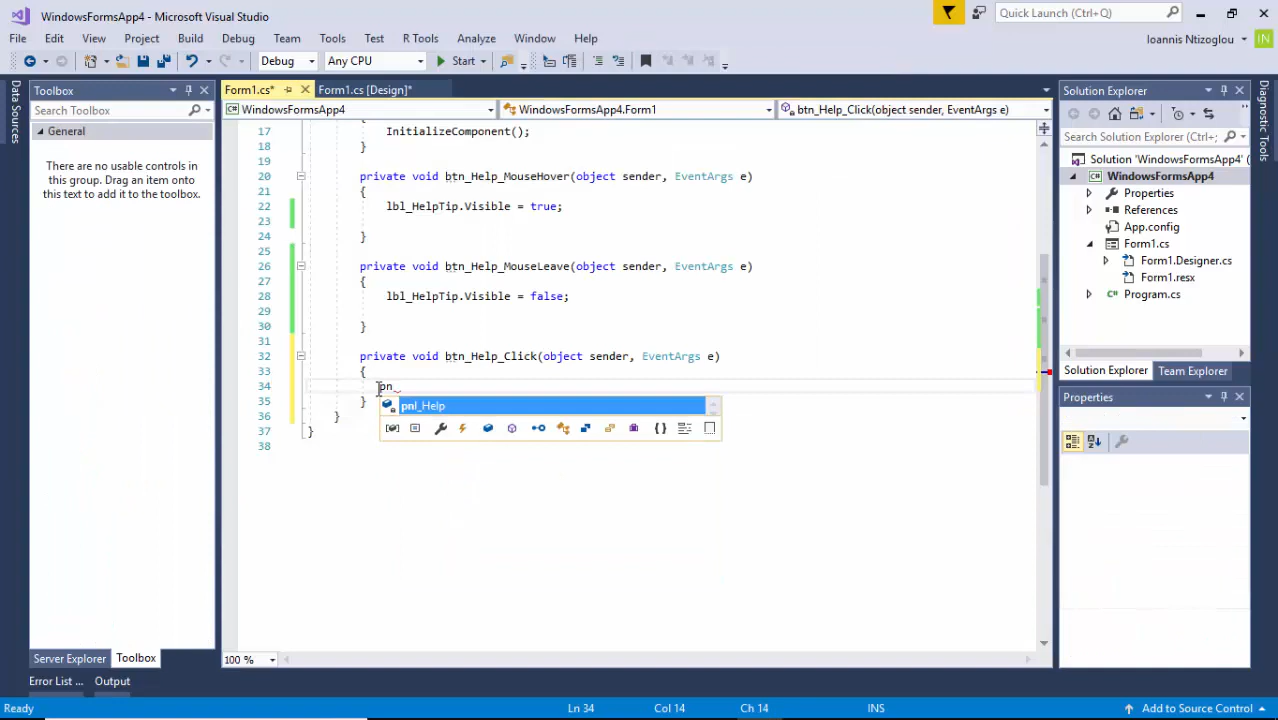 WindowsFormsApp4 - Microsoft Visual Studio
Quick Launch (Ctrl+Q)
File Edit View Project Build Debug Team Tools Test R Tools Analyze Window Help
Ioannis Ntizoglou IN
Debug Any CPU Start
Data Sources
Toolbox
Search Toolbox
General
There are no usable controls in
this group. Drag an item onto
this text to add it to the toolbox.
Server Explorer Toolbox
Error List ... Output
Form1.cs* Form1.cs [Design]*
WindowsFormsApp4 WindowsFormsApp4.Form1 btn_Help_Click(object sender, EventArgs e)
{
17 InitializeComponent();
18 }
19
20 private void btn_Help_MouseHover(object sender, EventArgs e)
21 {
22 lbl_HelpTip.Visible = true;
23
24 }
25
26 private void btn_Help_MouseLeave(object sender, EventArgs e)
27 {
28 lbl_HelpTip.Visible = false;
29
30 }
31
32 private void btn_Help_Click(object sender, EventArgs e)
33 {
34 pn
35 }
36 }
37 }
38
pnl_Help
{ }
100 %
Solution Explorer
Search Solution Explorer (Ctrl+;
Solution 'WindowsFormsApp4' (
WindowsFormsApp4
Properties
References
App.config
Form1.cs
Form1.Designer.cs
Form1.resx
Program.cs
Solution Explorer Team Explorer
Properties
Diagnostic Tools
Ready Ln 34 Col 14 Ch 14 INS Add to Source Control